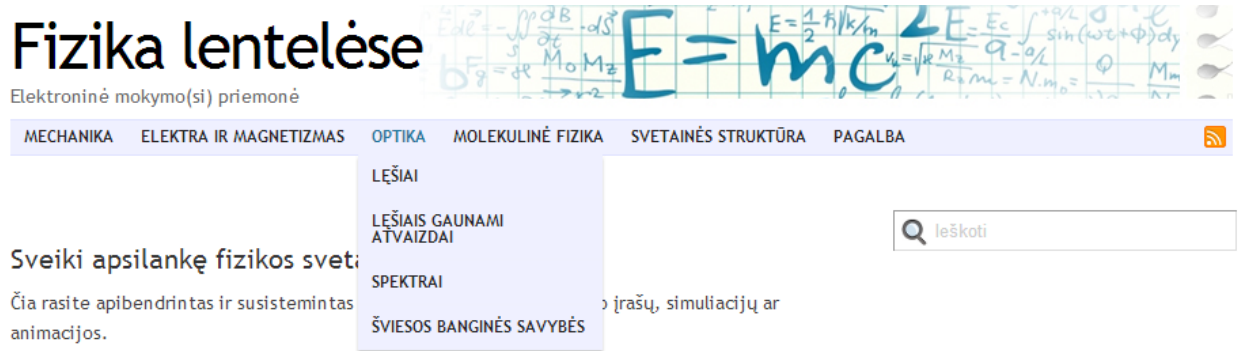 Fizika lentelėse
Elektroninė mokymo(si) priemonė
E=mc
MECHANIKA ELEKTRA IR MAGNETIZMAS OPTIKA MOLEKULINĖ FIZIKA SVETAINĖS STRUKTŪRA PAGALBA
LĘŠIAI
LĘŠIAIS GAUNAMI
ATVAIZDAI
SPEKTRAI
ŠVIESOS BANGINĖS SAVYBĖS
Ieškoti
Sveiki apsilankę fizikos
Čia rasite apibendrintas ir susistemintas įrašų, simuliacijų ar
animacijos.